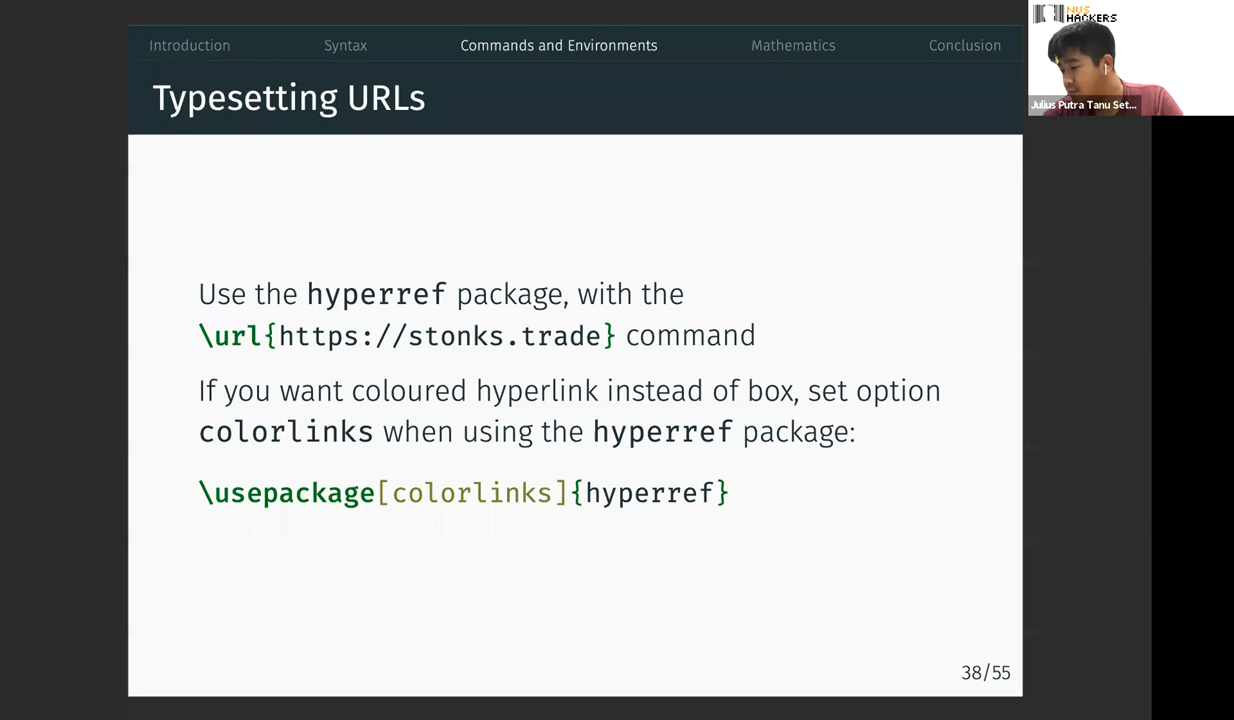 NUS
HACKERS
Introduction Syntax Commands and Environments Mathematics Conclusion
Typesetting URLs
Julius Putra Tanu Set...
Use the hyperref package, with the
\url{https://stonks.trade} command
If you want coloured hyperlink instead of box, set option
colorlinks when using the hyperref package:
\usepackage[colorlinks]{hyperref}
38/55